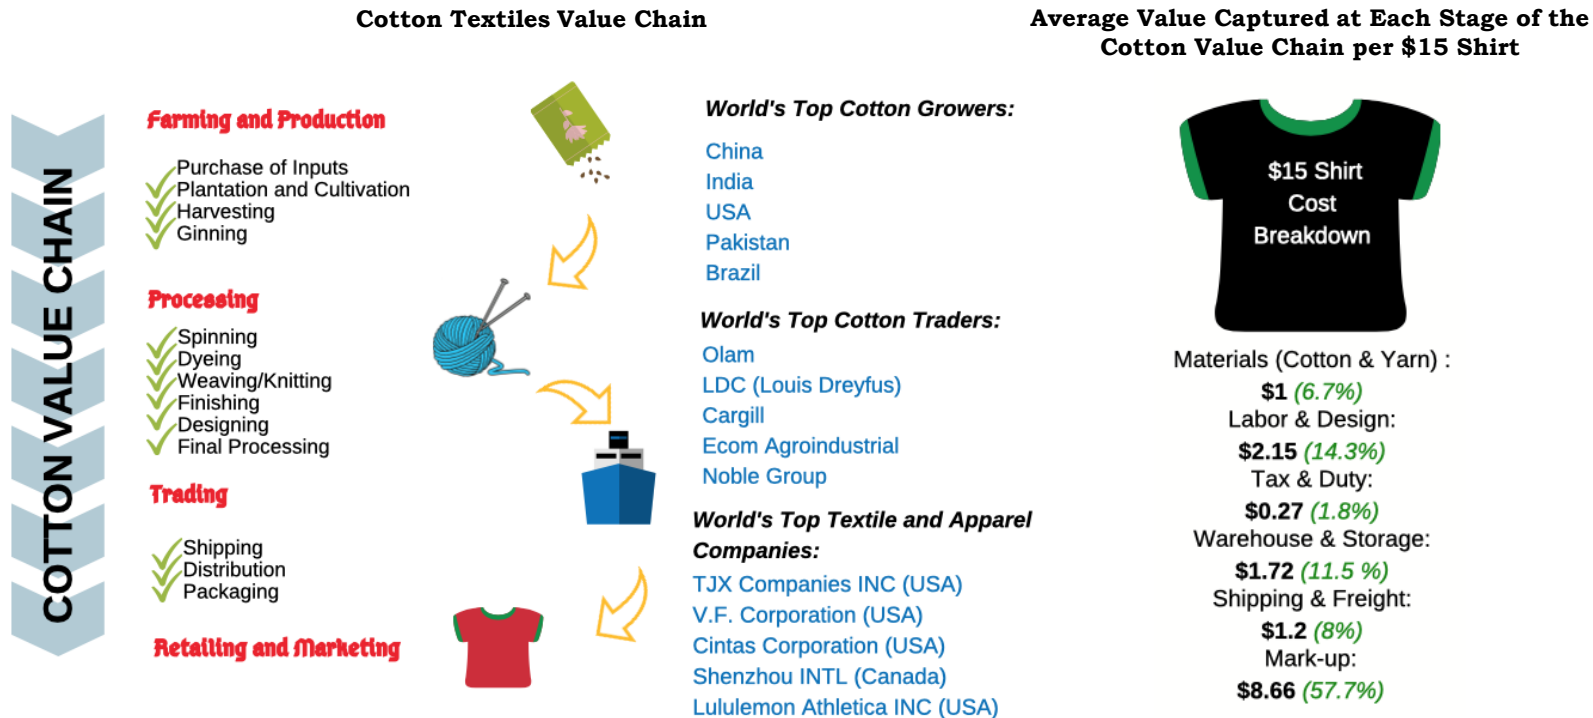 Cotton Textiles Value Chain
COTTON VALUE CHAIN
Farming and Production
Purchase of Inputs
Plantation and Cultivation
Harvesting
Ginning
Processing
Spinning
Dyeing
Weaving/Knitting
Finishing
Designing
Final Processing
Trading
Shipping
Distribution
Packaging
Retailing and Marketing
World's Top Cotton Growers:
China
India
USA
Pakistan
Brazil
World's Top Cotton Traders:
Olam
LDC (Louis Dreyfus)
Cargill
Ecom Agroindustrial
Noble Group
World's Top Textile and Apparel
Companies:
TJX Companies INC (USA)
V.F. Corporation (USA)
Cintas Corporation (USA)
Shenzhou INTL (Canada)
Lululemon Athletica INC (USA)
Average Value Captured at Each Stage of the
Cotton Value Chain per $15 Shirt
$15 Shirt
Cost
Breakdown
Materials (Cotton & Yarn) :
$1 (6.7%)
Labor & Design:
$2.15 (14.3%)
Tax & Duty:
$0.27 (1.8%)
Warehouse & Storage:
$1.72 (11.5 %)
Shipping & Freight:
$1.2 (8%)
Mark-up:
$8.66 (57.7%)